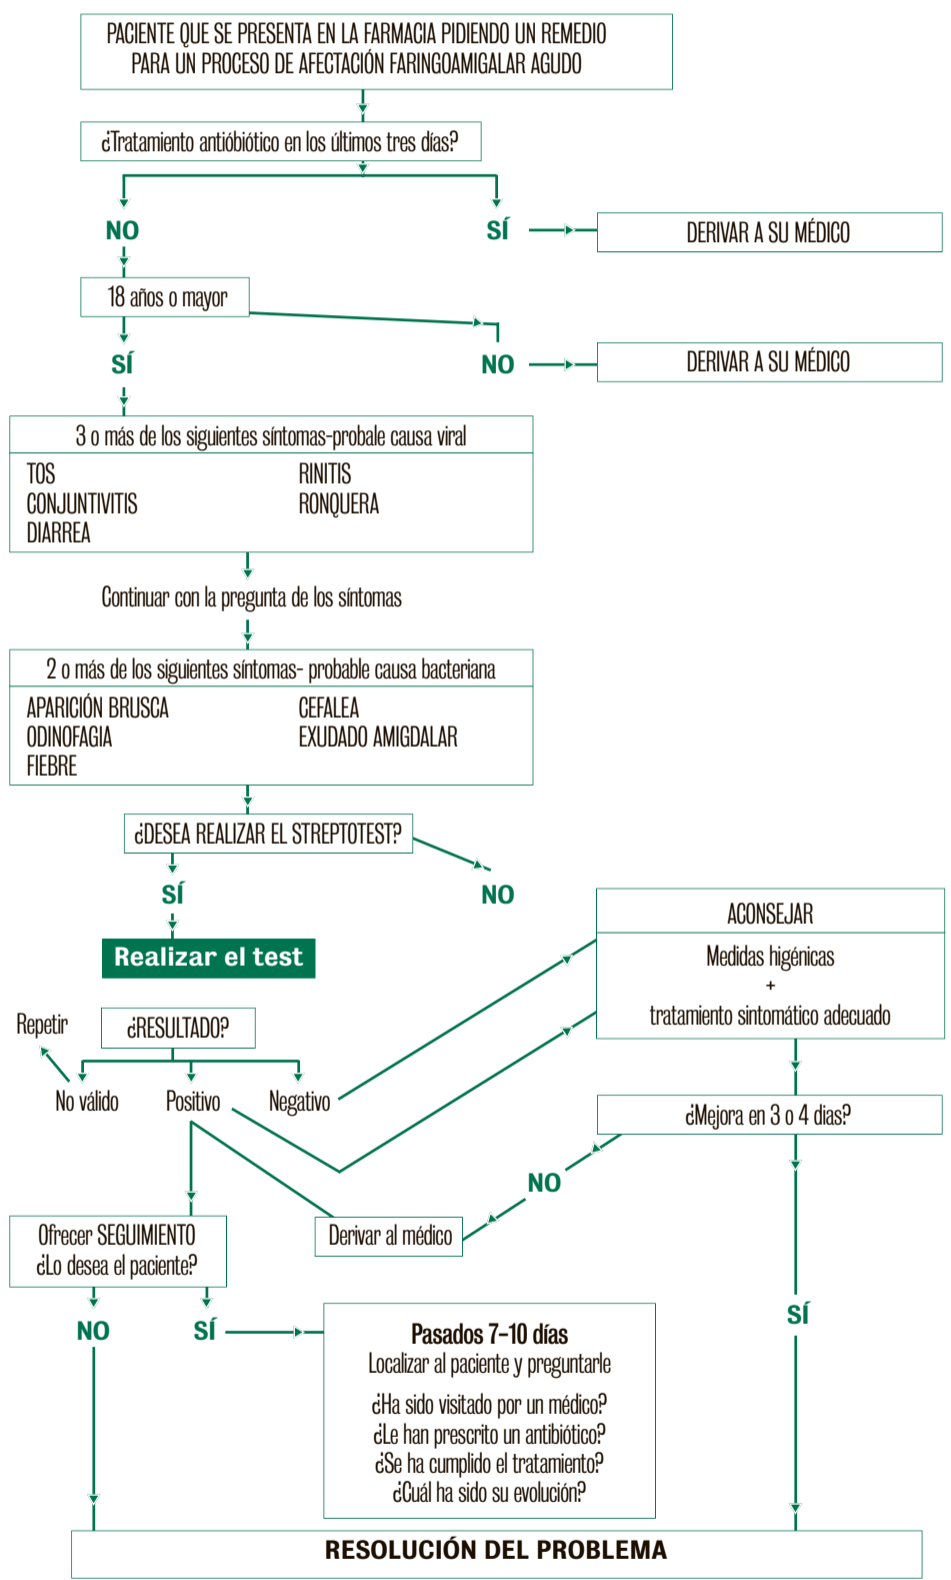 PACIENTE QUE SE PRESENTA EN LA FARMACIA PIDIENDO UN REMEDIO
PARA UN PROCESO DE AFECTACIÓN FARINGOAMIGALAR AGUDO
¿Tratamiento antióbiótico en los últimos tres días?
NO
SÍ
DERIVAR A SU MÉDICO
18 años o mayor
SÍ
NO
DERIVAR A SU MÉDICO
3 o más de los siguientes síntomas-probale causa viral
TOS
RINITIS
CONJUNTIVITIS
RONQUERA
DIARREA
Continuar con la pregunta de los síntomas
2 o más de los siguientes síntomas- probable causa bacteriana
APARICIÓN BRUSCA
CEFALEA
ODINOFAGIA
EXUDADO AMIGDALAR
FIEBRE
¿DESEA REALIZAR EL STREPTOTEST?
SÍ
NO
Realizar el test
ACONSEJAR
Medidas higénicas
+
tratamiento sintomático adecuado
Repetir
¿RESULTADO?
No válido
Positivo
Negativo
¿Mejora en 3 o 4 dias?
NO
Ofrecer SEGUIMIENTO
¿Lo desea el paciente?
Derivar al médico
NO
SÍ
SÍ
Pasados 7–10 días
Localizar al paciente y preguntarle
¿Ha sido visitado por un médico?
¿Le han prescrito un antibiótico?
¿Se ha cumplido el tratamiento?
¿Cuál ha sido su evolución?
RESOLUCIÓN DEL PROBLEMA